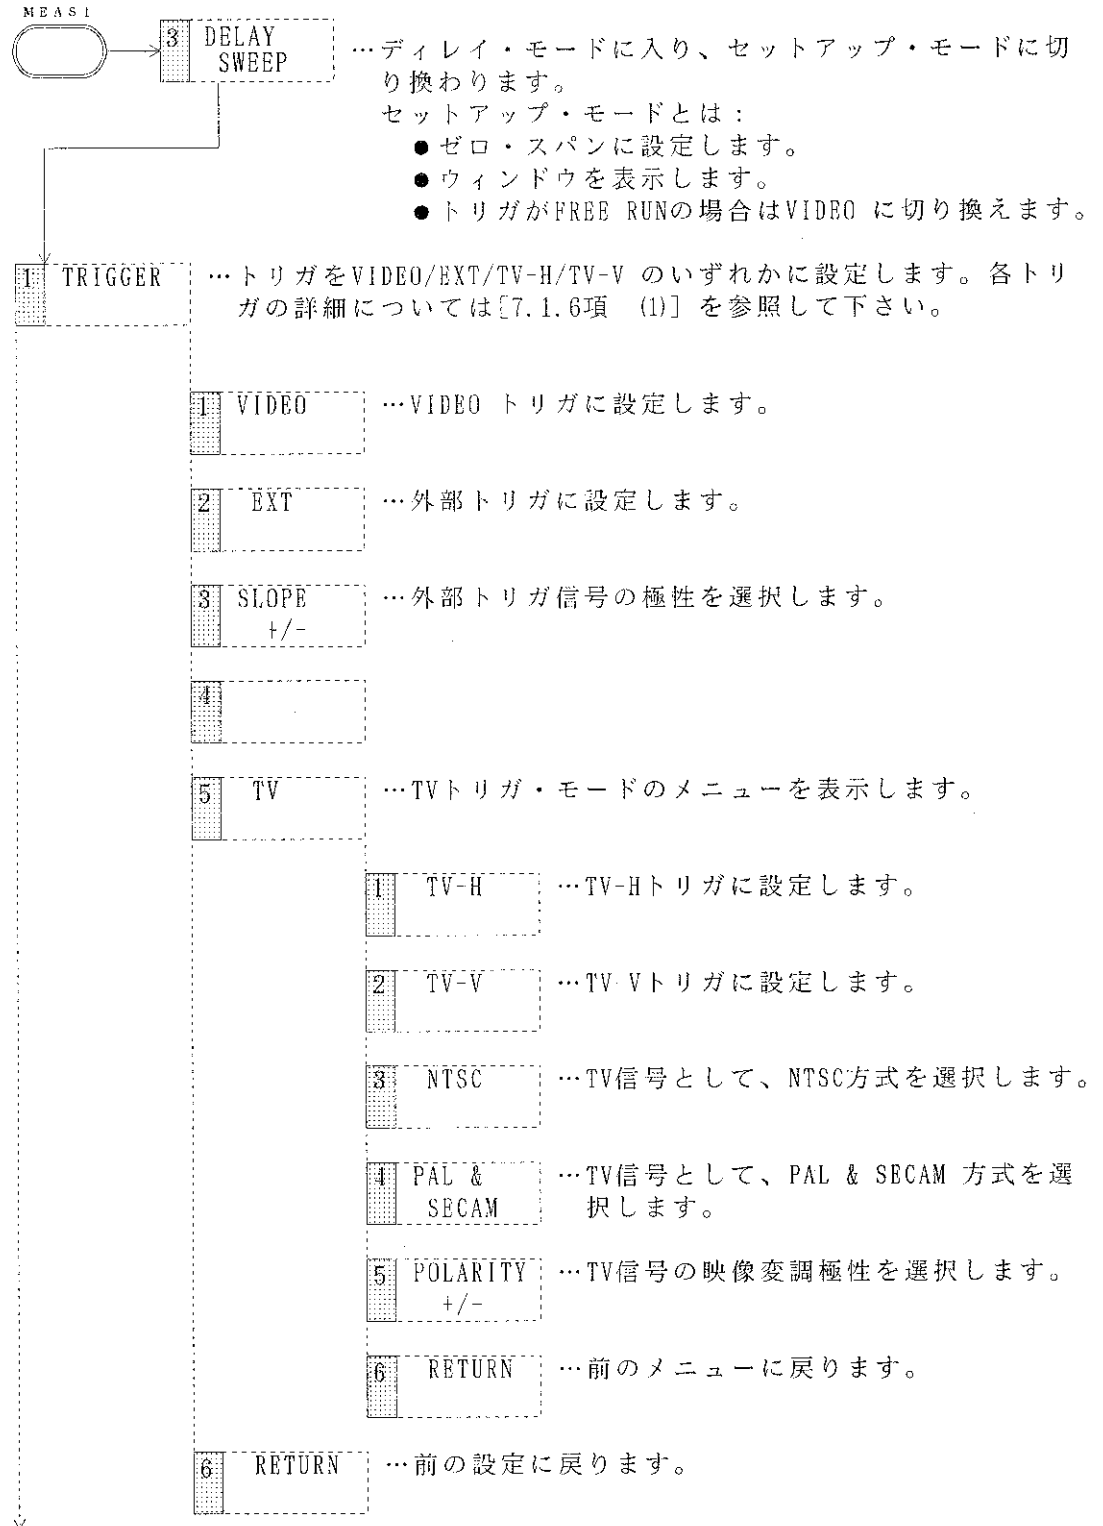 MEAS1
3 DELAY
SWEEP
…ディレイ・モードに入り、セットアップ・モードに切
り換わります。
セットアップ・モードとは：
●ゼロ・スパンに設定します。
●ウィンドウを表示します。
●トリガがFREE RUNの場合はVIDEO に切り換えます。
1 TRIGGER
…トリガをVIDEO/EXT/TV-H/TV-V のいずれかに設定します。各トリ
ガの詳細については[7.1.6項 (1)] を参照して下さい。
1 VIDEO …VIDEO トリガに設定します。
2 EXT …外部トリガに設定します。
3 SLOPE …外部トリガ信号の極性を選択します。
+/-
4
5 TV …TVトリガ・モードのメニューを表示します。
1 TV-H …TV-Hトリガに設定します。
2 TV-V …TV-Vトリガに設定します。
3 NTSC …TV信号として、NTSC方式を選択します。
4 PAL & …TV信号として、PAL & SECAM 方式を選
SECAM 択します。
5 POLARITY …TV信号の映像変調極性を選択します。
+/-
6 RETURN …前のメニューに戻ります。
6 RETURN …前の設定に戻ります。